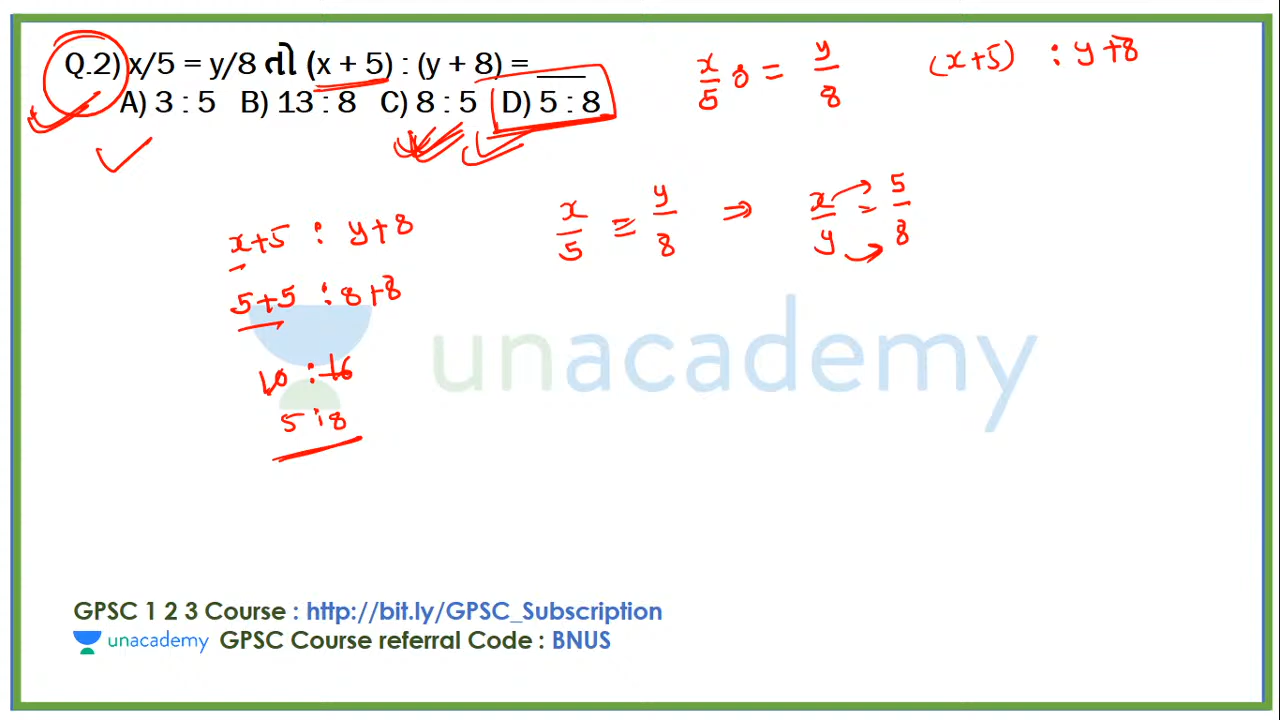 Q.2) x/5 = y/8 તો (x + 5) : (y + 8) = ___
A) 3 : 5 B) 13 : 8 C) 8 : 5 D) 5 : 8
x/5 = y/8
(x+5) : y+8
x/5 = y/8 ⇒ x/y = 5/8
x+5 : y+8
5+5 : 8+8
10 : 16
5 : 8
unacademy
GPSC 1 2 3 Course : http://bit.ly/GPSC_Subscription
unacademy GPSC Course referral Code : BNUS